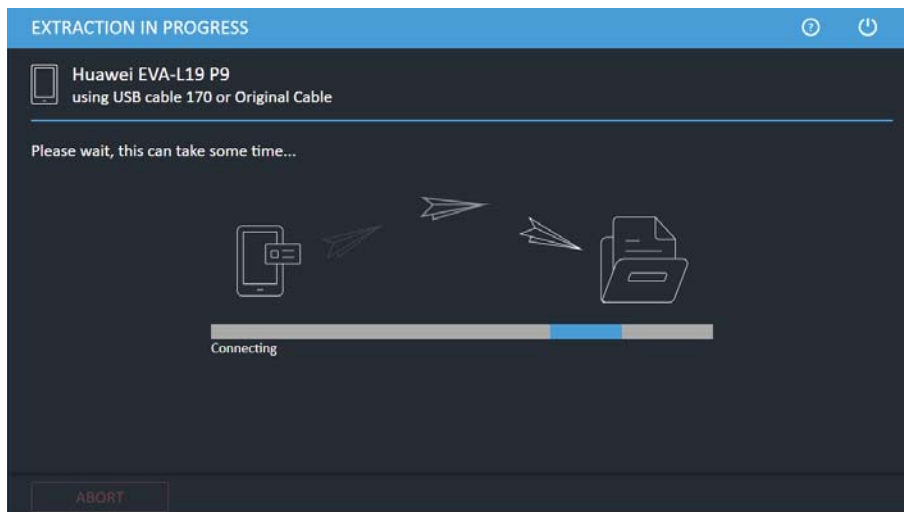 EXTRACTION IN PROGRESS
Huawei EVA-L19 P9
using USB cable 170 or Original Cable
Please wait, this can take some time...
Connecting
ABORT